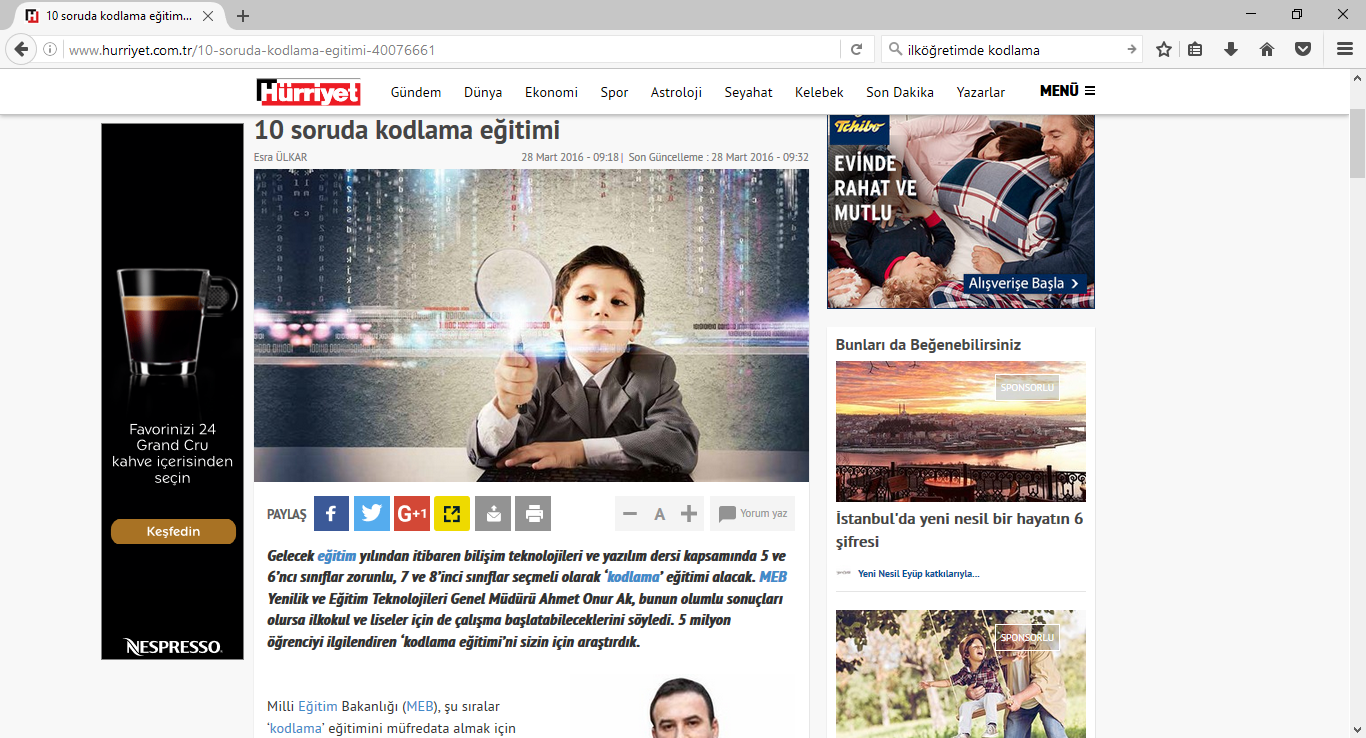 10 soruda kodlama eğitim...
www.hurriyet.com.tr/10-soruda-kodlama-egitimi-40076661
ilköğretimde kodlama
Hürriyet
Gündem Dünya Ekonomi Spor Astroloji Seyahat Kelebek Son Dakika Yazarlar MENÜ
10 soruda kodlama eğitimi
Esra ÜLKAR
28 Mart 2016 - 09:18 | Son Güncelleme : 28 Mart 2016 - 09:32
PAYLAŞ
G+1
A
Yorum yaz
Gelecek eğitim yılından itibaren bilişim teknolojileri ve yazılım dersi kapsamında 5 ve
6’ncı sınıflar zorunlu, 7 ve 8’inci sınıflar seçmeli olarak ‘kodlama’ eğitimi alacak. MEB
Yenilik ve Eğitim Teknolojileri Genel Müdürü Ahmet Onur Ak, bunun olumlu sonuçları
olursa ilkokul ve liseler için de çalışma başlatabileceklerini söyledi. 5 milyon
öğrenciyi ilgilendiren ‘kodlama eğitimi’ni sizin için araştırdık.
Milli Eğitim Bakanlığı (MEB), şu sıralar
‘kodlama’ eğitimini müfredata almak için
Favorinizi 24
Grand Cru
kahve içerisinden
seçin
Keşfedin
NESPRESSO.
Tchibo
EVİNDE
RAHAT VE
MUTLU
Alışverişe Başla
Bunları da Beğenebilirsiniz
SPONSORLU
İstanbul'da yeni nesil bir hayatın 6
şifresi
Yeni Nesil Eyüp katkılarıyla...
SPONSORLU